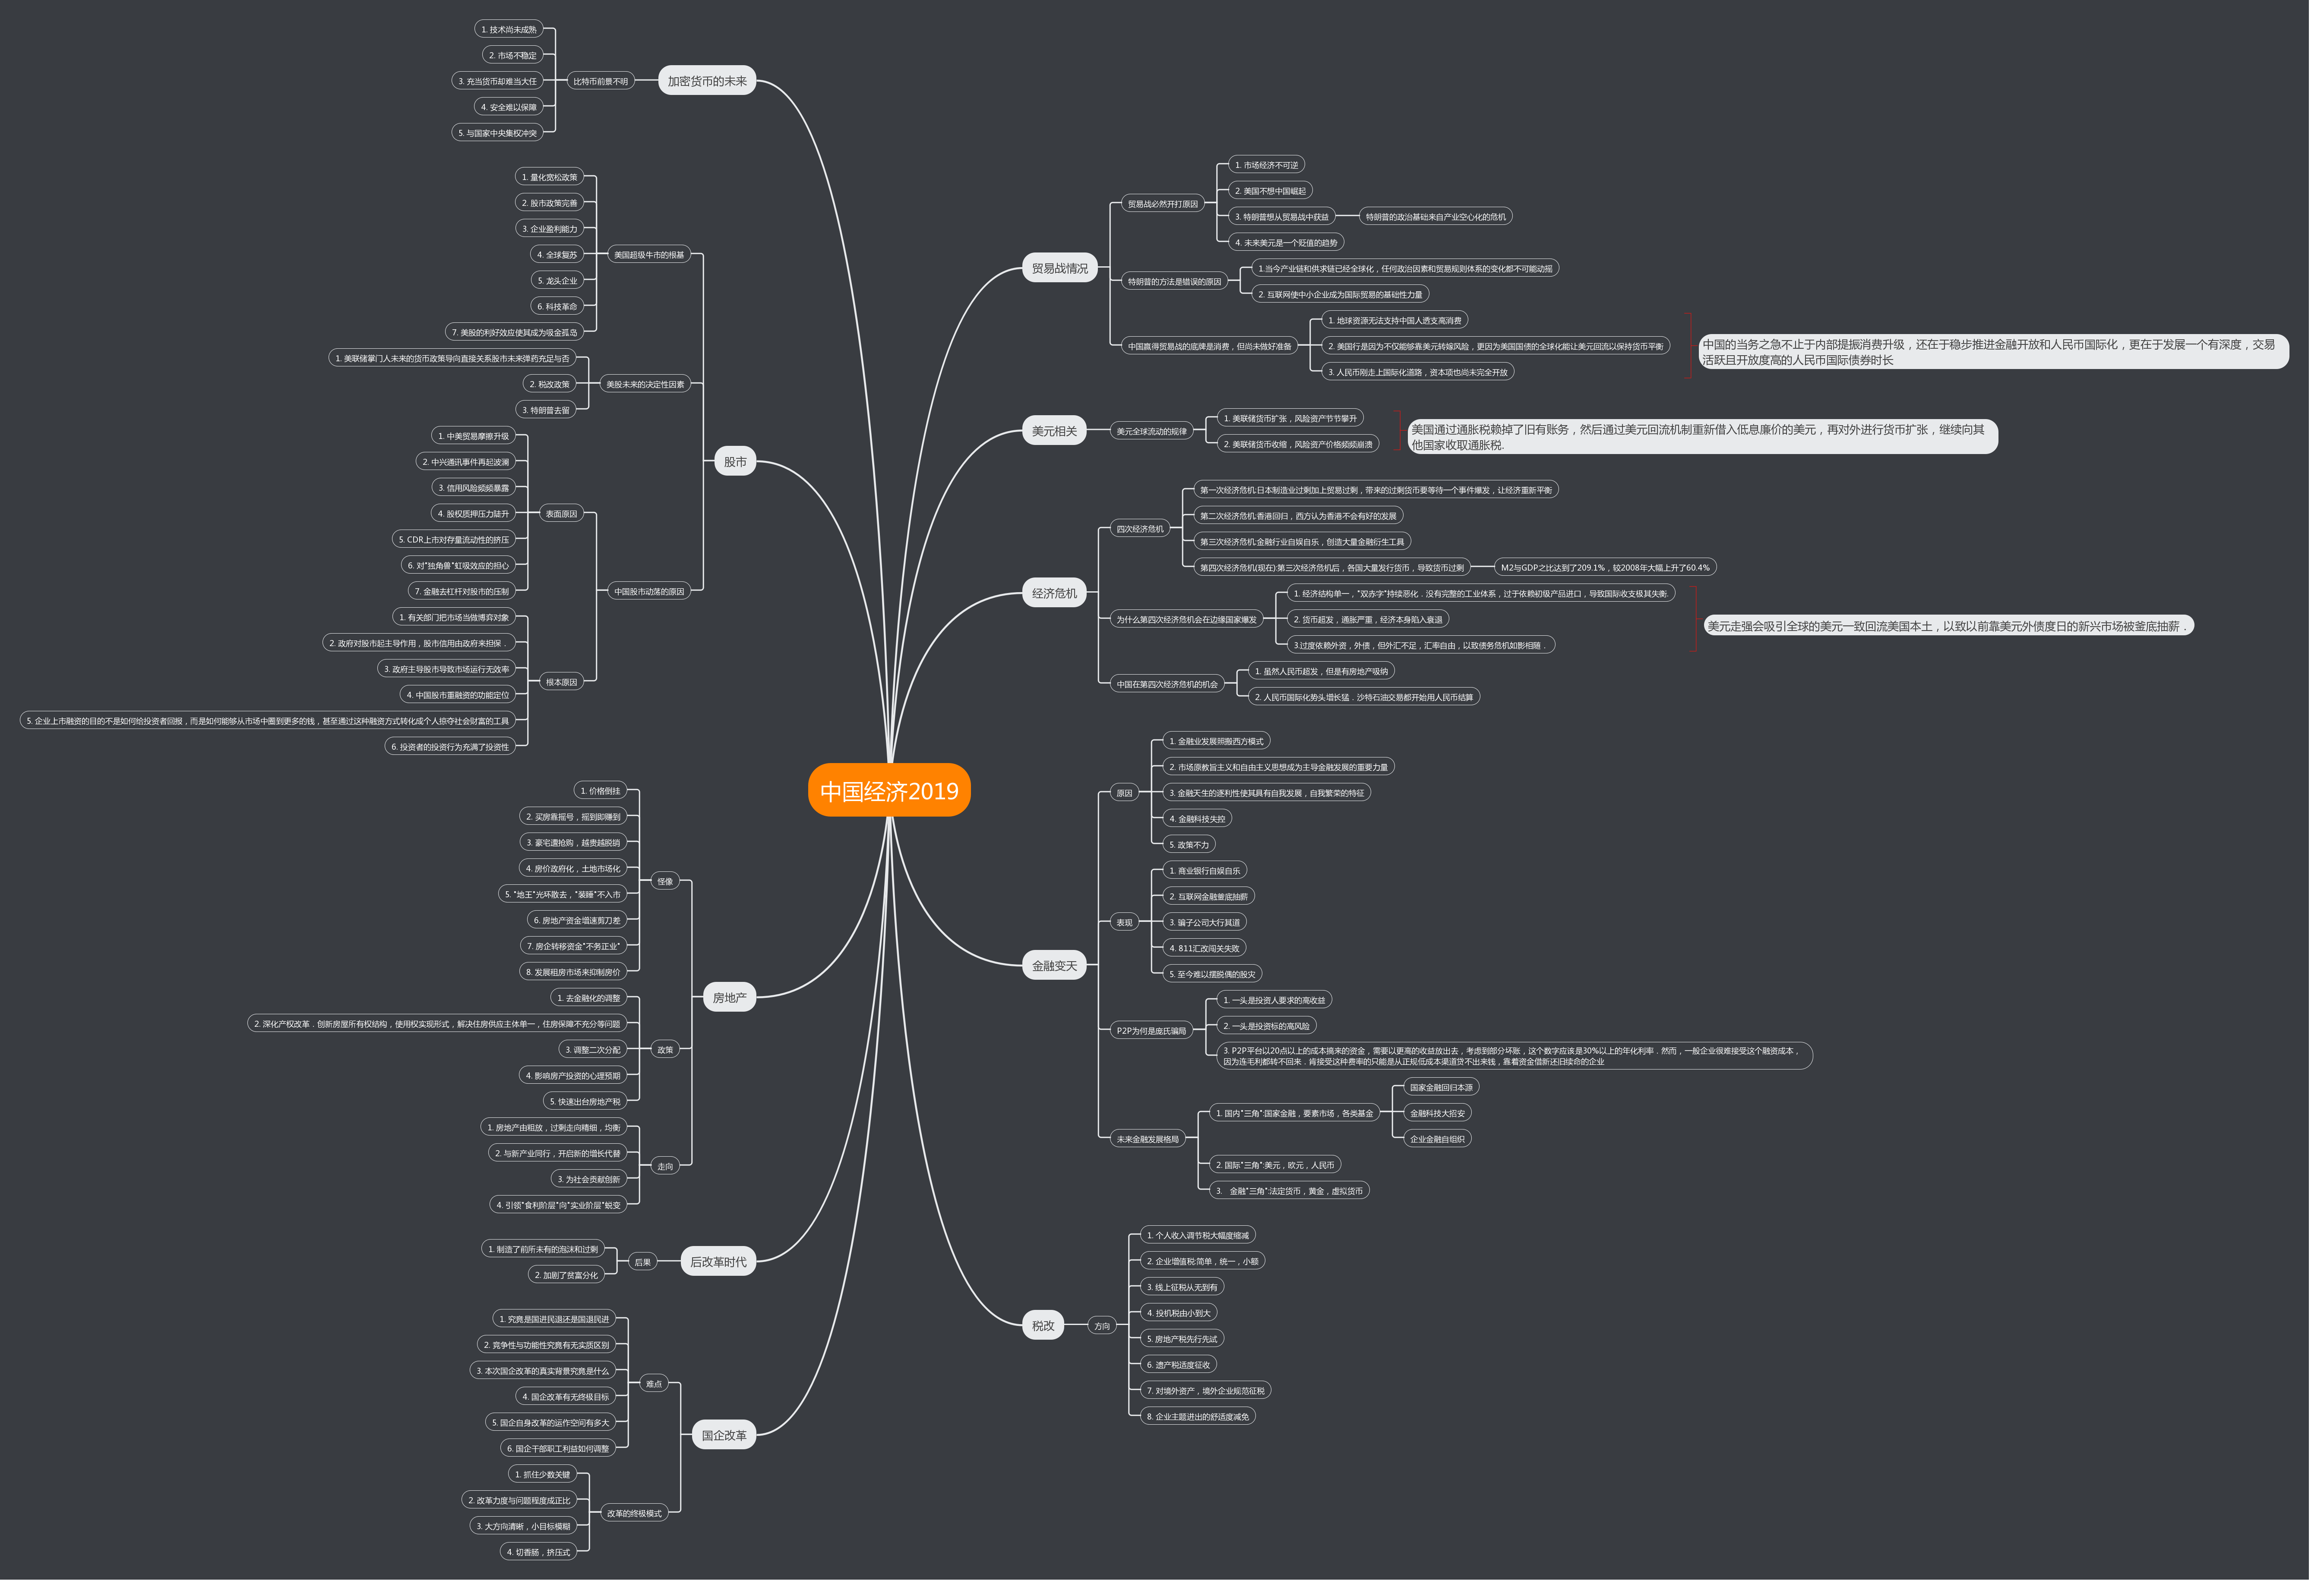 中国经济2019
贸易战情况
贸易战必然开打原因
1. 市场经济不可逆
2. 美国不想中国崛起
3. 特朗普想从贸易战中获益
特朗普的政治基础来自产业空心化的危机
4. 未来美元是一个贬值的趋势
特朗普的方法是错误的原因
1.当今产业链和供求链已经全球化，任何政治因素和贸易规则体系的变化都不可能动摇
2. 互联网使中小企业成为国际贸易的基础性力量
中国赢得贸易战的底牌是消费，但尚未做好准备
1. 地球资源无法支持中国人透支高消费
2. 美国行是因为不仅能够靠美元转嫁风险，更因为美国国债的全球化能让美元回流以保持货币平衡
3. 人民币刚走上国际化道路，资本项也尚未完全开放
中国的当务之急不止于内部提振消费升级，还在于稳步推进金融开放和人民币国际化，更在于发展一个有深度，交易
活跃且开放度高的人民币国际债券时长
美元相关
美元全球流动的规律
1. 美联储货币扩张，风险资产节节攀升
2. 美联储货币收缩，风险资产价格频频崩溃
美国通过通胀税赖掉了旧有账务，然后通过美元回流机制重新借入低息廉价的美元，再对外进行货币扩张，继续向其
他国家收取通胀税.
经济危机
四次经济危机
第一次经济危机:日本制造业过剩加上贸易过剩，带来的过剩货币要等待一个事件爆发，让经济重新平衡
第二次经济危机:香港回归，西方认为香港不会有好的发展
第三次经济危机:金融行业自娱自乐，创造大量金融衍生工具
第四次经济危机(现在):第三次经济危机后，各国大量发行货币，导致货币过剩
M2与GDP之比达到了209.1%，较2008年大幅上升了60.4%
为什么第四次经济危机会在边缘国家爆发
1. 经济结构单一，"双赤字"持续恶化．没有完整的工业体系，过于依赖初级产品进口，导致国际收支极其失衡.
2. 货币超发，通胀严重，经济本身陷入衰退
3.过度依赖外资，外债，但外汇不足，汇率自由，以致债务危机如影相随．
美元走强会吸引全球的美元一致回流美国本土，以致以前靠美元外债度日的新兴市场被釜底抽薪．
中国在第四次经济危机的机会
1. 虽然人民币超发，但是有房地产吸纳
2. 人民币国际化势头增长猛．沙特石油交易都开始用人民币结算
金融变天
原因
1. 金融业发展照搬西方模式
2. 市场原教旨主义和自由主义思想成为主导金融发展的重要力量
3. 金融天生的逐利性使其具有自我发展，自我繁荣的特征
4. 金融科技失控
5. 政策不力
表现
1. 商业银行自娱自乐
2. 互联网金融釜底抽薪
3. 骗子公司大行其道
4. 811汇改闯关失败
5. 至今难以摆脱偶的股灾
P2P为何是庞氏骗局
1. 一头是投资人要求的高收益
2. 一头是投资标的高风险
3. P2P平台以20点以上的成本摘来的资金，需要以更高的收益放出去，考虑到部分坏账，这个数字应该是30%以上的年化利率．然而，一般企业很难接受这个融资成本，
因为连毛利都转不回来．肯接受这种费率的只能是从正规低成本渠道贷不出来钱，靠着资金借新还旧续命的企业
未来金融发展格局
1. 国内"三角":国家金融，要素市场，各类基金
国家金融回归本源
金融科技大招安
企业金融自组织
2. 国际"三角":美元，欧元，人民币
3. 金融"三角":法定货币，黄金，虚拟货币
税改
方向
1. 个人收入调节税大幅度缩减
2. 企业增值税:简单，统一，小额
3. 线上征税从无到有
4. 投机税由小到大
5. 房地产税先行先试
6. 遗产税适度征收
7. 对境外资产，境外企业规范征税
8. 企业主题进出的舒适度减免
加密货币的未来
比特币前景不明
1. 技术尚未成熟
2. 市场不稳定
3. 充当货币却难当大任
4. 安全难以保障
5. 与国家中央集权冲突
股市
美国超级牛市的根基
1. 量化宽松政策
2. 股市政策完善
3. 企业盈利能力
4. 全球复苏
5. 龙头企业
6. 科技革命
7. 美股的利好效应使其成为吸金孤岛
美股未来的决定性因素
1. 美联储掌门人未来的货币政策导向直接关系股市未来弹药充足与否
2. 税改政策
3. 特朗普去留
中国股市动荡的原因
表面原因
1. 中美贸易摩擦升级
2. 中兴通讯事件再起波澜
3. 信用风险频频暴露
4. 股权质押压力陡升
5. CDR上市对存量流动性的挤压
6. 对"独角兽"虹吸效应的担心
7. 金融去杠杆对股市的压制
根本原因
1. 有关部门把市场当做博弈对象
2. 政府对股市起主导作用，股市信用由政府来担保．
3. 政府主导股市导致市场运行无效率
4. 中国股市重融资的功能定位
5. 企业上市融资的目的不是如何给投资者回报，而是如何能够从市场中圈到更多的钱，甚至通过这种融资方式转化成个人掠夺社会财富的工具
6. 投资者的投资行为充满了投资性
房地产
怪像
1. 价格倒挂
2. 买房靠摇号，摇到即赚到
3. 豪宅遭抢购，越贵越脱销
4. 房价政府化，土地市场化
5. "地王"光环散去，"装睡"不入市
6. 房地产资金增速剪刀差
7. 房企转移资金"不务正业"
8. 发展租房市场来抑制房价
政策
1. 去金融化的调整
2. 深化产权改革．创新房屋所有权结构，使用权实现形式，解决住房供应主体单一，住房保障不充分等问题
3. 调整二次分配
4. 影响房产投资的心理预期
5. 快速出台房地产税
走向
1. 房地产由粗放，过剩走向精细，均衡
2. 与新产业同行，开启新的增长代替
3. 为社会贡献创新
4. 引领"食利阶层"向"实业阶层"蜕变
后改革时代
后果
1. 制造了前所未有的泡沫和过剩
2. 加剧了贫富分化
国企改革
难点
1. 究竟是国进民退还是国退民进
2. 竞争性与功能性究竟有无实质区别
3. 本次国企改革的真实背景究竟是什么
4. 国企改革有无终极目标
5. 国企自身改革的运作空间有多大
6. 国企干部职工利益如何调整
改革的终极模式
1. 抓住少数关键
2. 改革力度与问题程度成正比
3. 大方向清晰，小目标模糊
4. 切香肠，挤压式